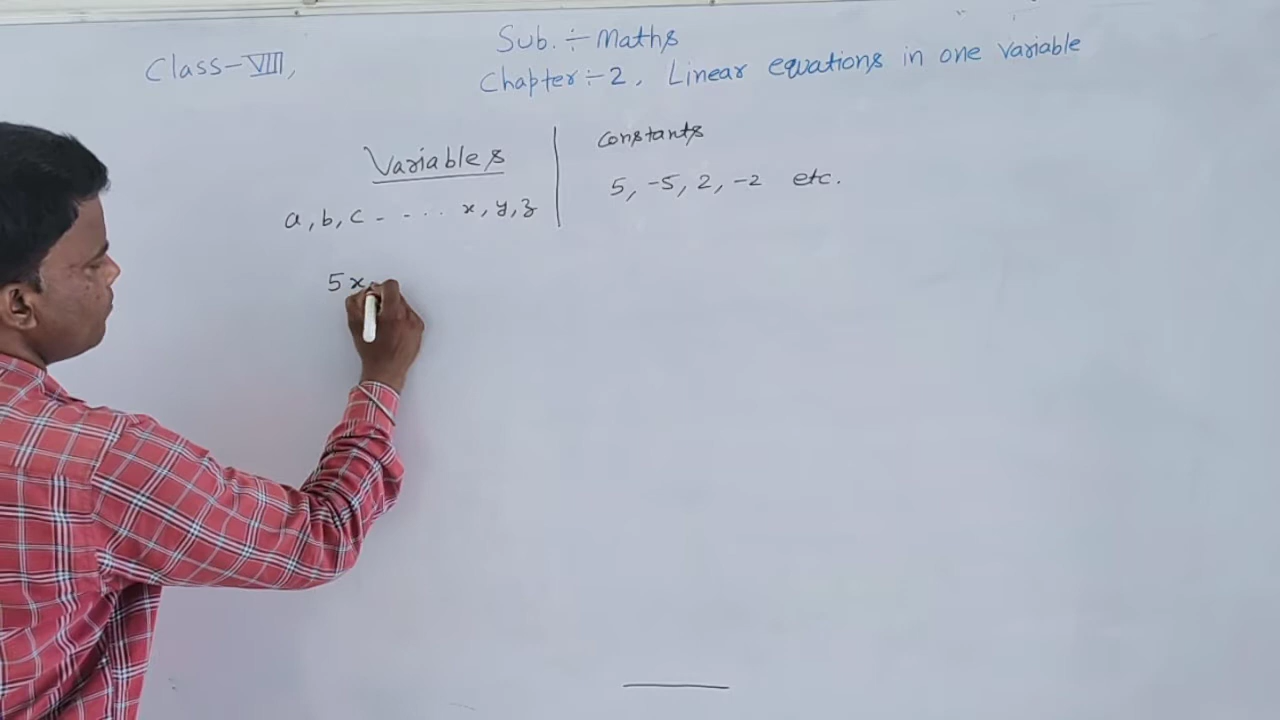 Class-VIII,
Sub. ÷ Maths
Chapter ÷ 2, Linear equations in one variable
Variables
a, b, c - - ... x, y, z
constants
5, -5, 2, -2 etc.
5x